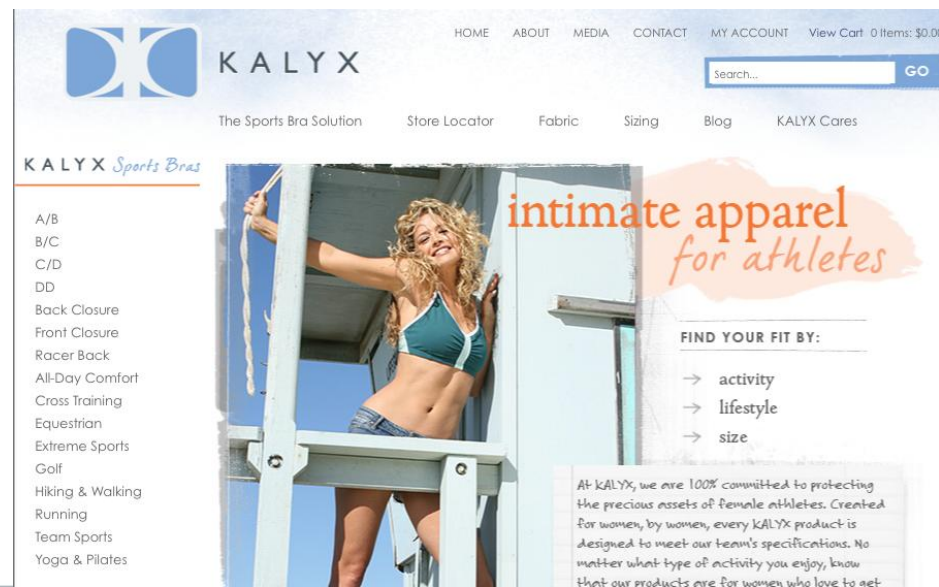 HOME ABOUT MEDIA CONTACT MY ACCOUNT View Cart 0 Items: $0.00
KALYX
Search... GO
The Sports Bra Solution Store Locator Fabric Sizing Blog KALYX Cares
KALYX Sports Bras
A/B
B/C
C/D
DD
Back Closure
Front Closure
Racer Back
All-Day Comfort
Cross Training
Equestrian
Extreme Sports
Golf
Hiking & Walking
Running
Team Sports
Yoga & Pilates
intimate apparel
for athletes
FIND YOUR FIT BY:
→ activity
→ lifestyle
→ size
At KALYX, we are 100% committed to protecting
the precious assets of female athletes. Created
for women, by women, every KALYX product is
designed to meet our team's specifications. No
matter what type of activity you enjoy, know
that our products are for women who love to get